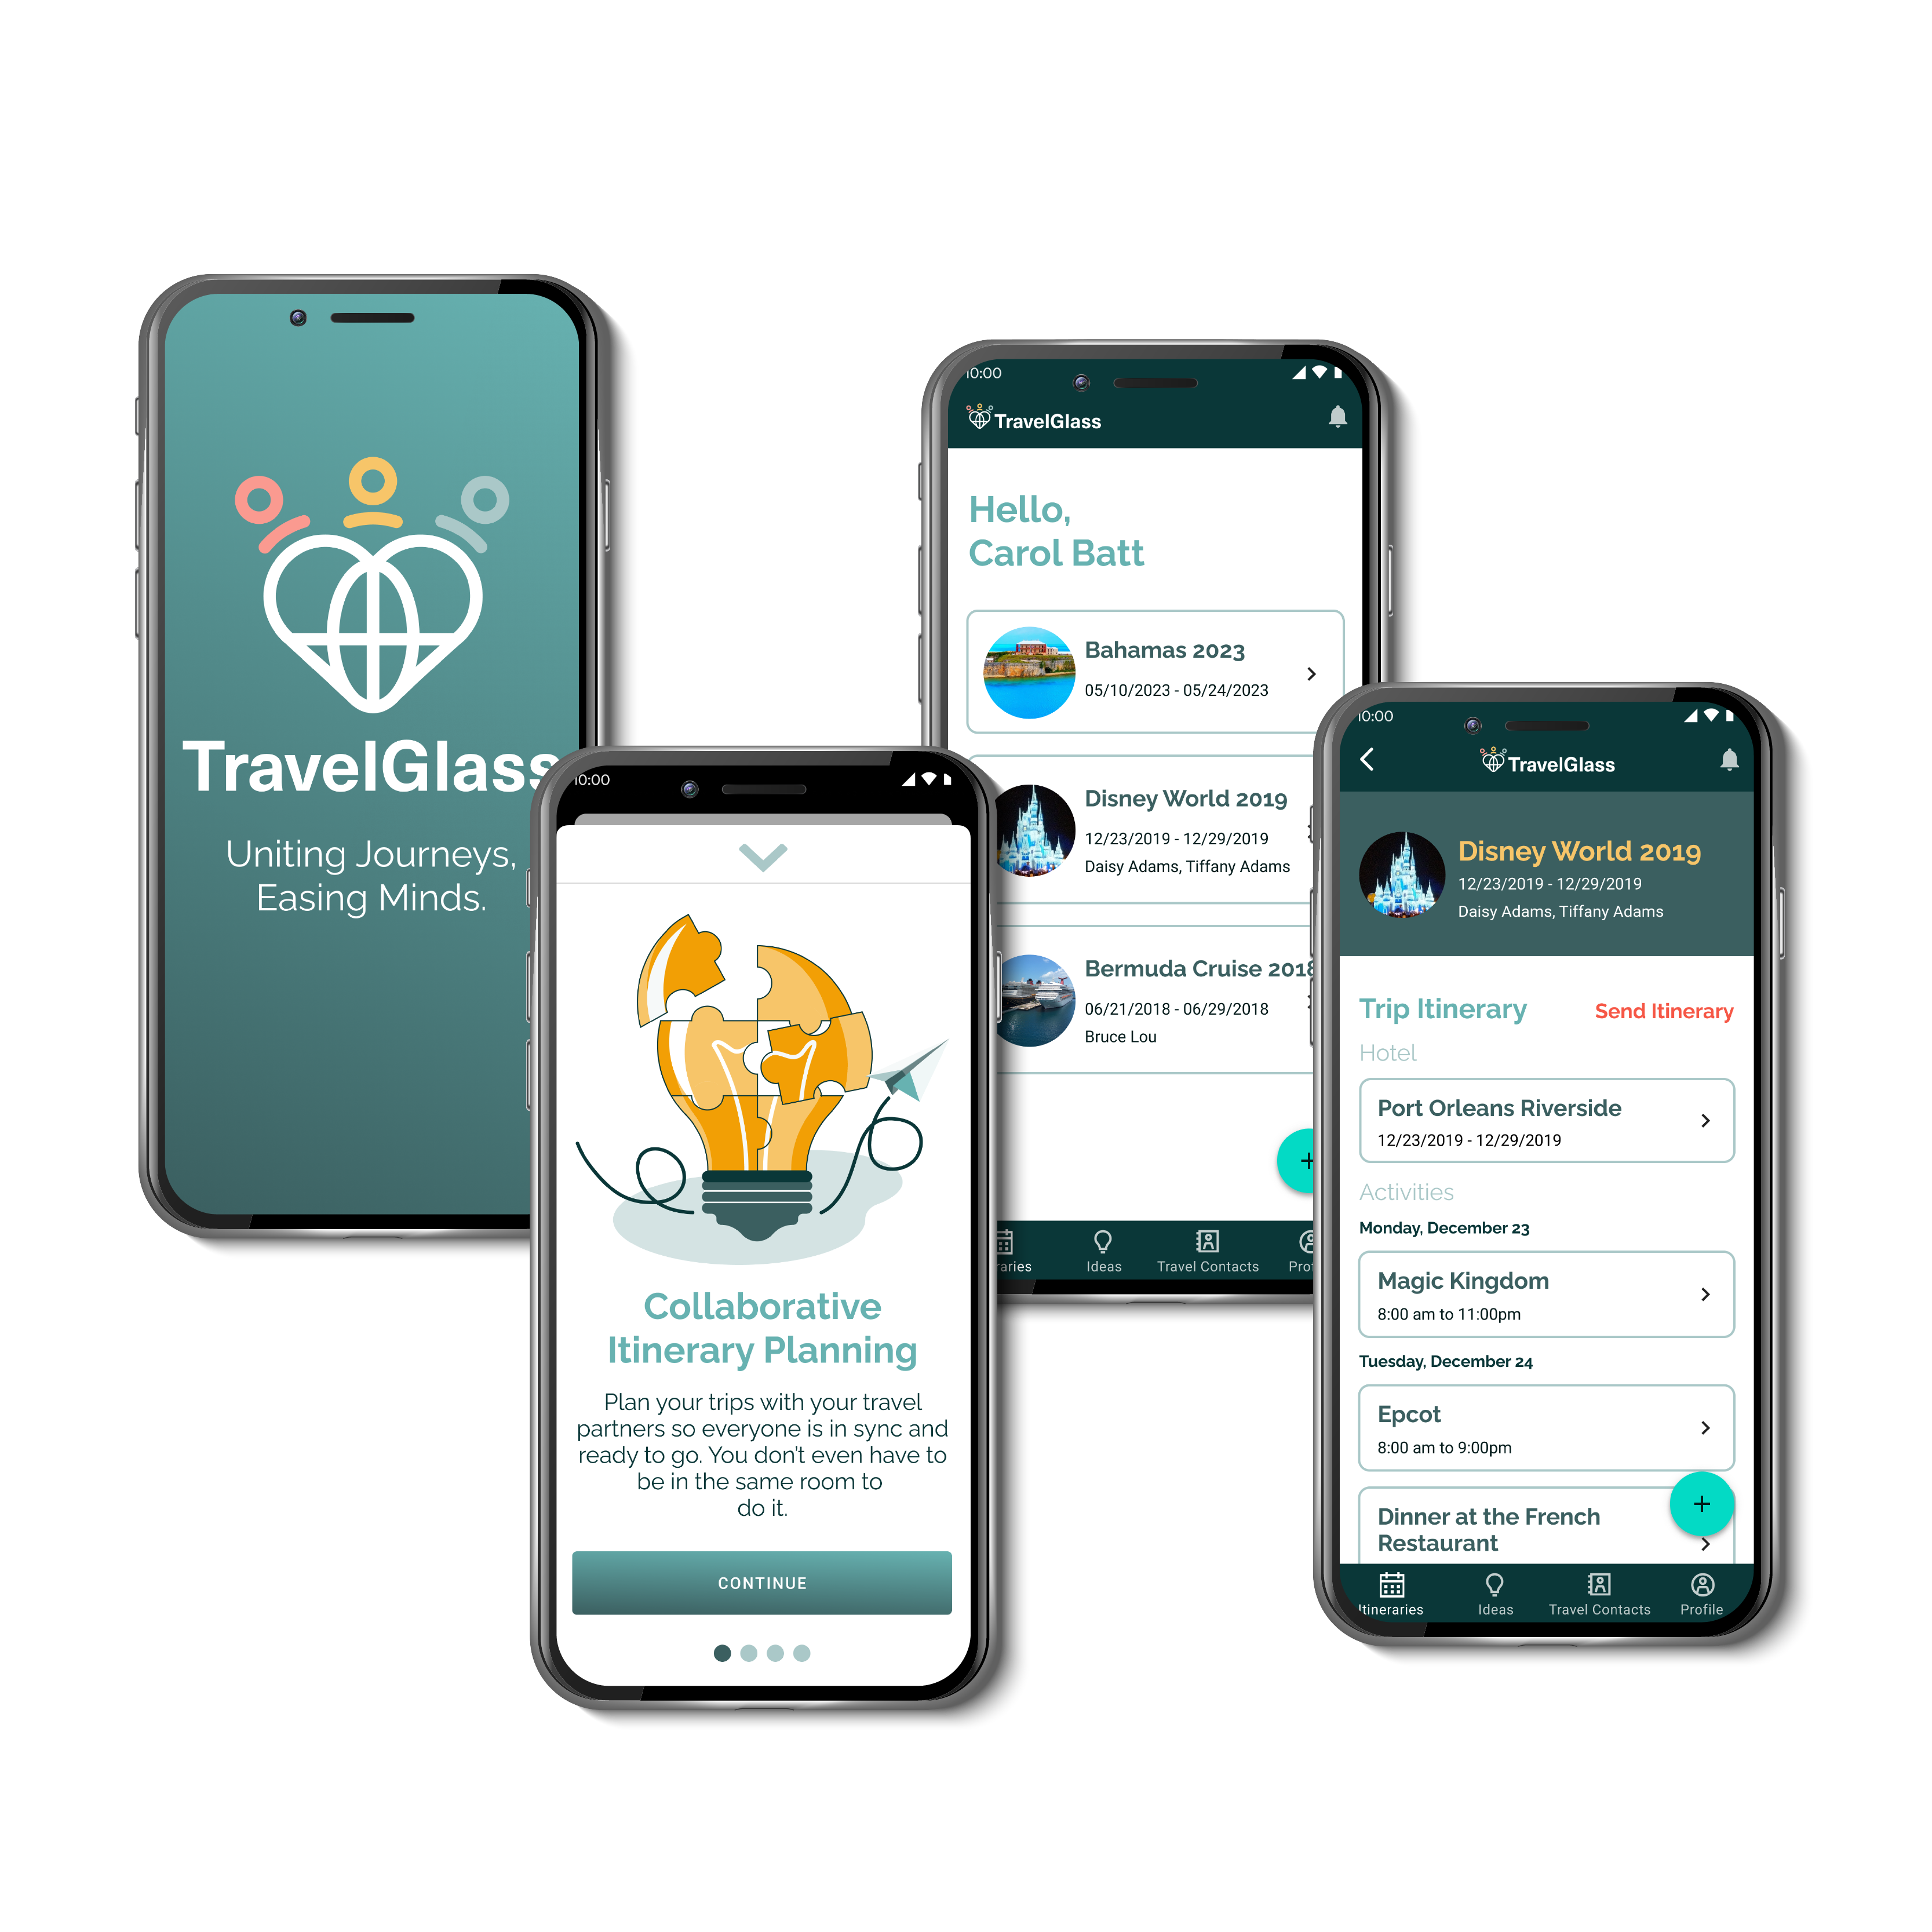 TravelGlass
Uniting Journeys,
Easing Minds.
10:00
Collaborative
Itinerary Planning
Plan your trips with your travel
partners so everyone is in sync and
ready to go. You don't even have to
be in the same room to
do it.
CONTINUE
10:00
TravelGlass
Hello,
Carol Batt
Bahamas 2023
05/10/2023 - 05/24/2023
Disney World 2019
12/23/2019 - 12/29/2019
Daisy Adams, Tiffany Adams
Bermuda Cruise 2018
06/21/2018 - 06/29/2018
Bruce Lou
+
raries Ideas Travel Contacts Pro
10:00
TravelGlass
Disney World 2019
12/23/2019 - 12/29/2019
Daisy Adams, Tiffany Adams
Trip Itinerary Send Itinerary
Hotel
Port Orleans Riverside
12/23/2019 - 12/29/2019
Activities
Monday, December 23
Magic Kingdom
8:00 am to 11:00pm
Tuesday, December 24
Epcot
8:00 am to 9:00pm
+
Dinner at the French
Restaurant
Itineraries Ideas Travel Contacts Profile